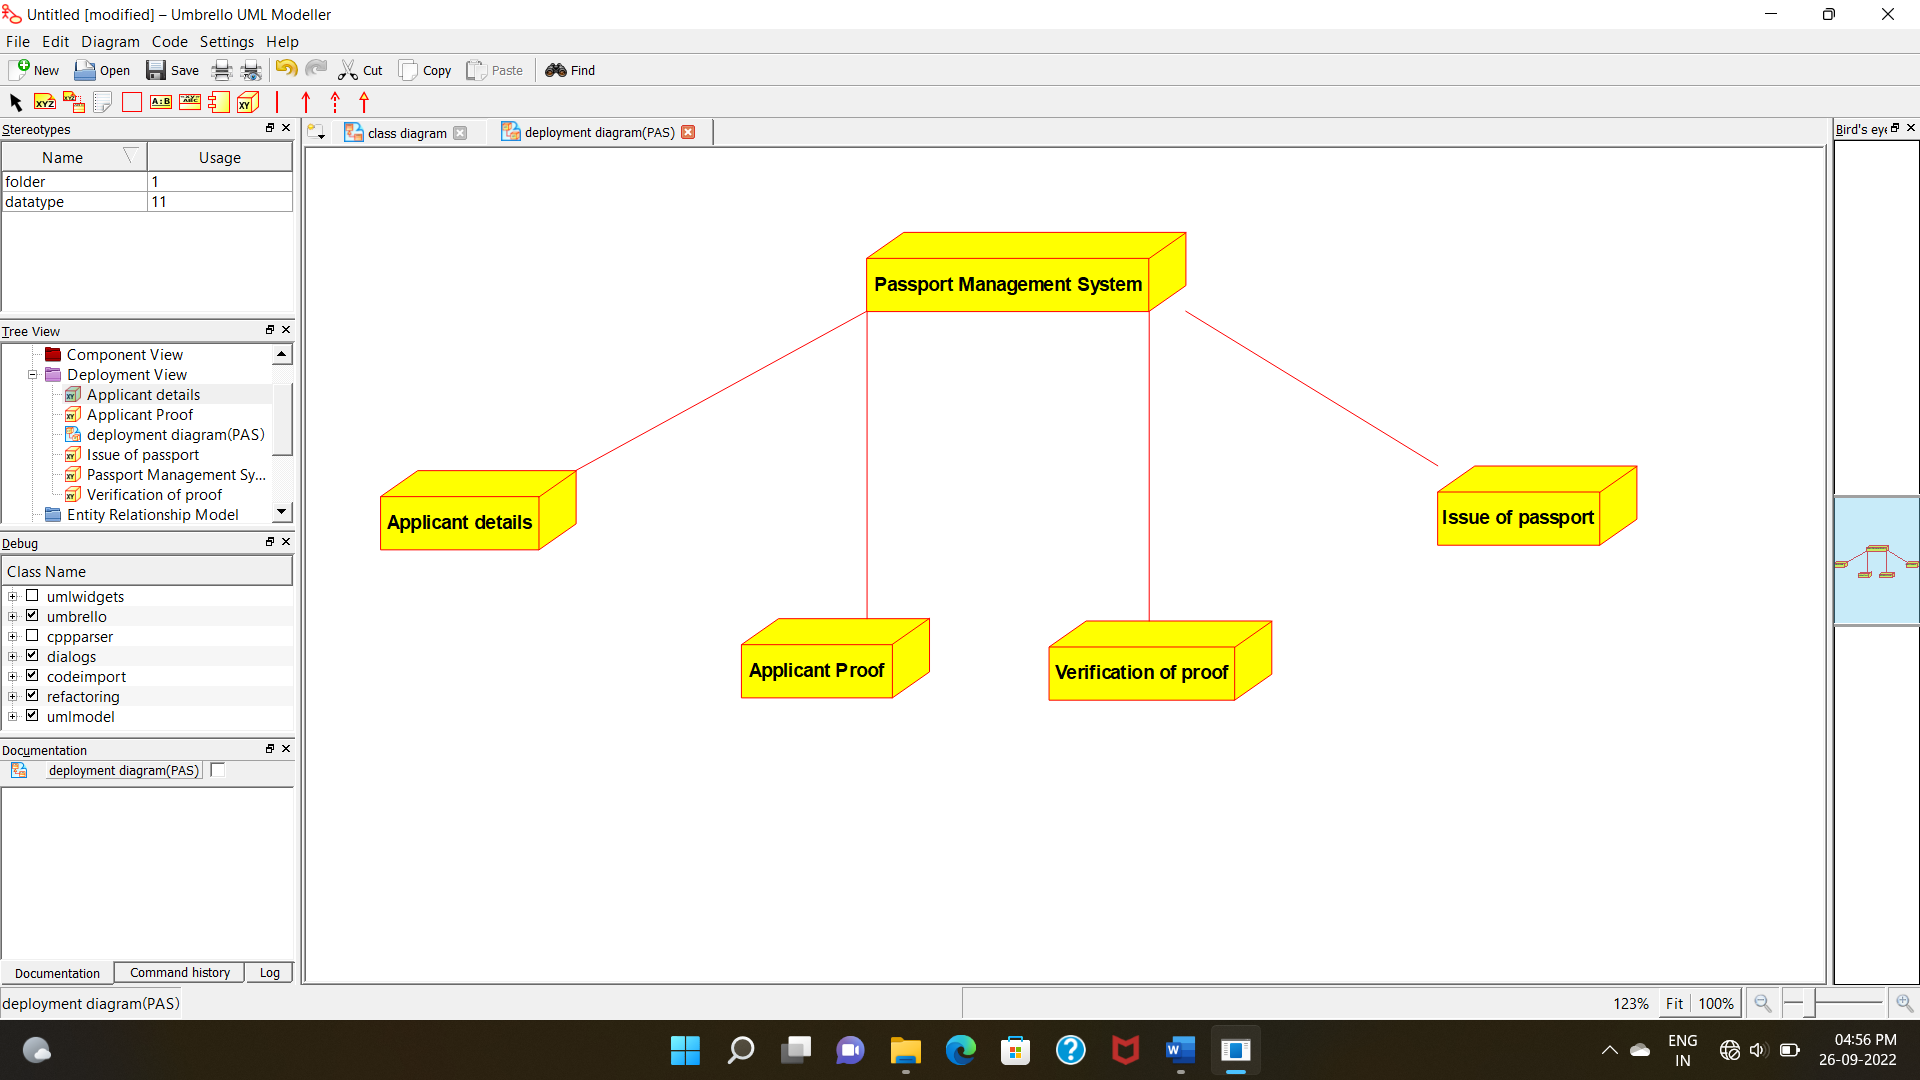 Untitled [modified] – Umbrello UML Modeller
File Edit Diagram Code Settings Help
New Open Save Cut Copy Paste Find
XYZ A:B ABC XY
Stereotypes
Name Usage
folder 1
datatype 11
Tree View
Component View
Deployment View
Applicant details
Applicant Proof
deployment diagram(PAS)
Issue of passport
Passport Management Sy...
Verification of proof
Entity Relationship Model
Debug
Class Name
umlwidgets
umbrello
cppparser
dialogs
codeimport
refactoring
umlmodel
Documentation
deployment diagram(PAS)
Documentation Command history Log
class diagram deployment diagram(PAS)
Passport Management System
Applicant details
Issue of passport
Applicant Proof
Verification of proof
Bird's eye
deployment diagram(PAS)
123% Fit 100%
ENG
IN
04:56 PM
26-09-2022